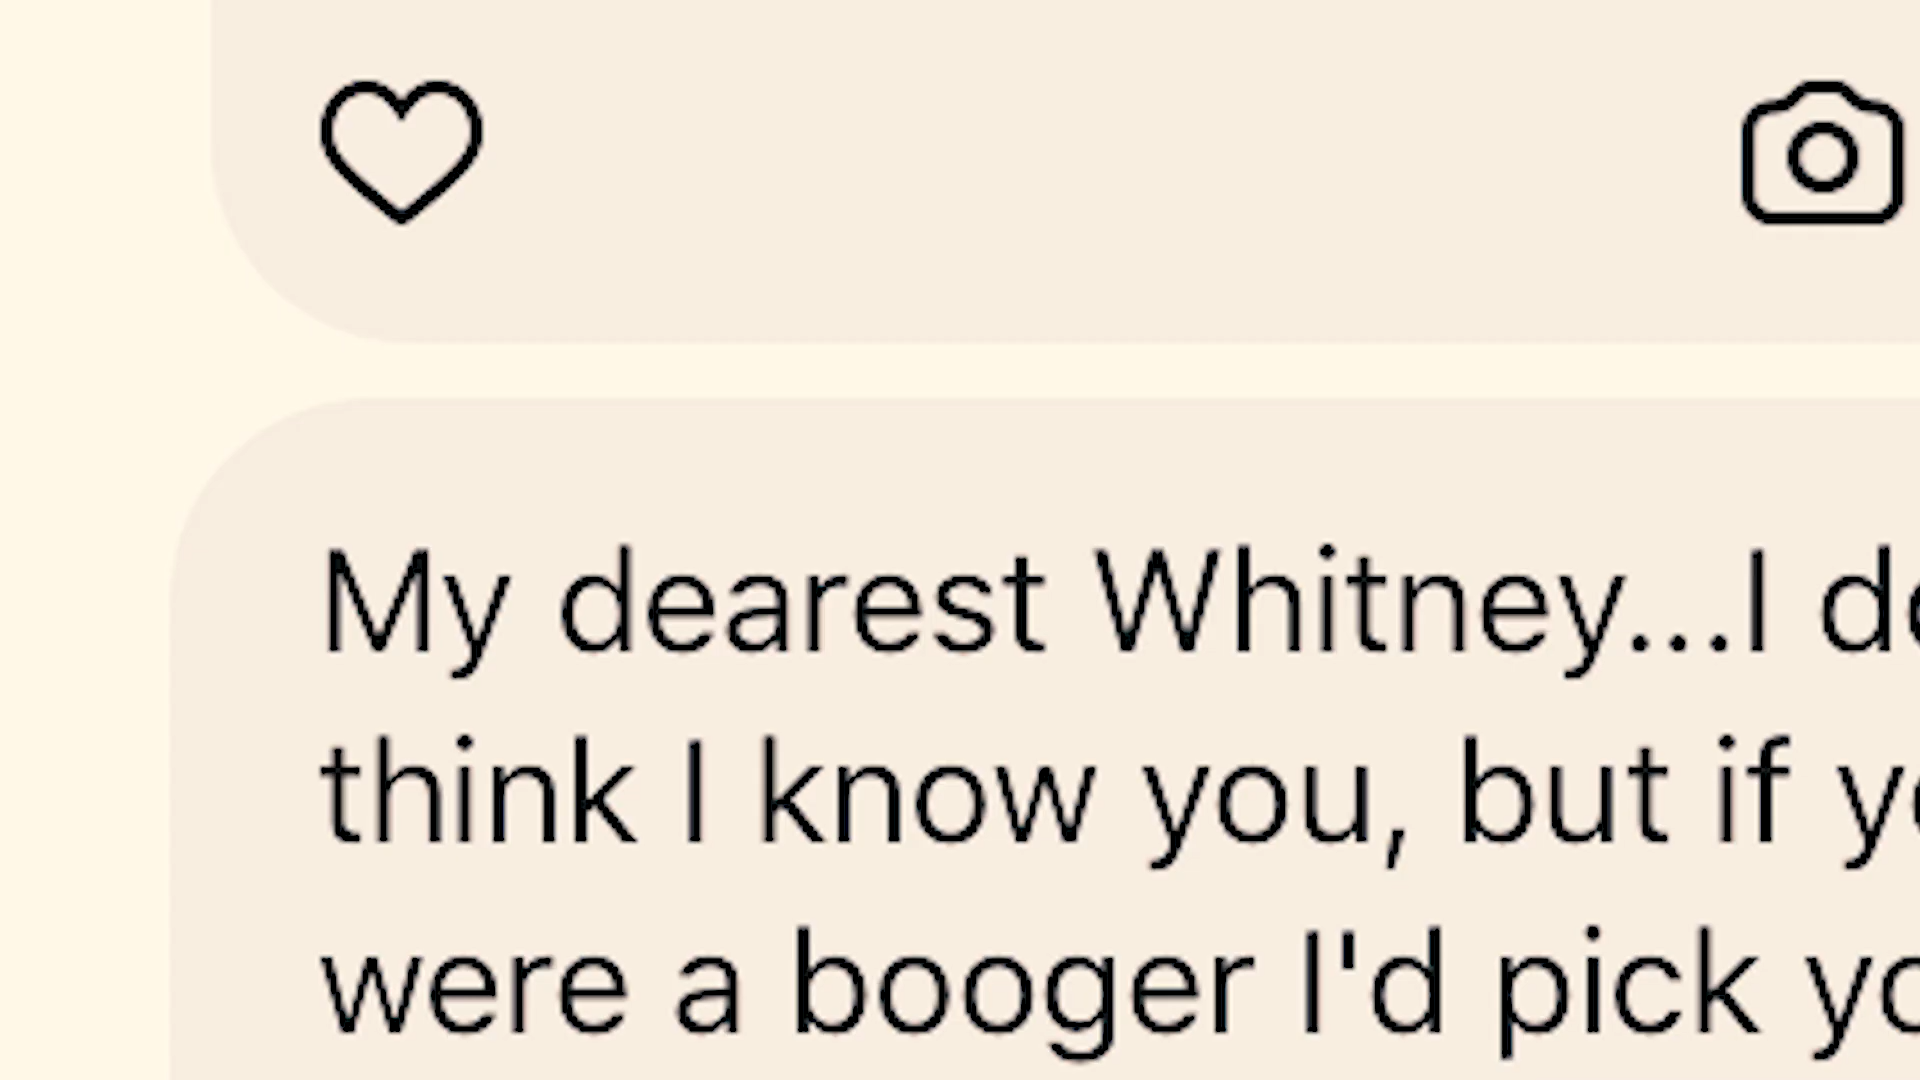 My dearest Whitney...I
think I know you, but if
were a booger I'd pick